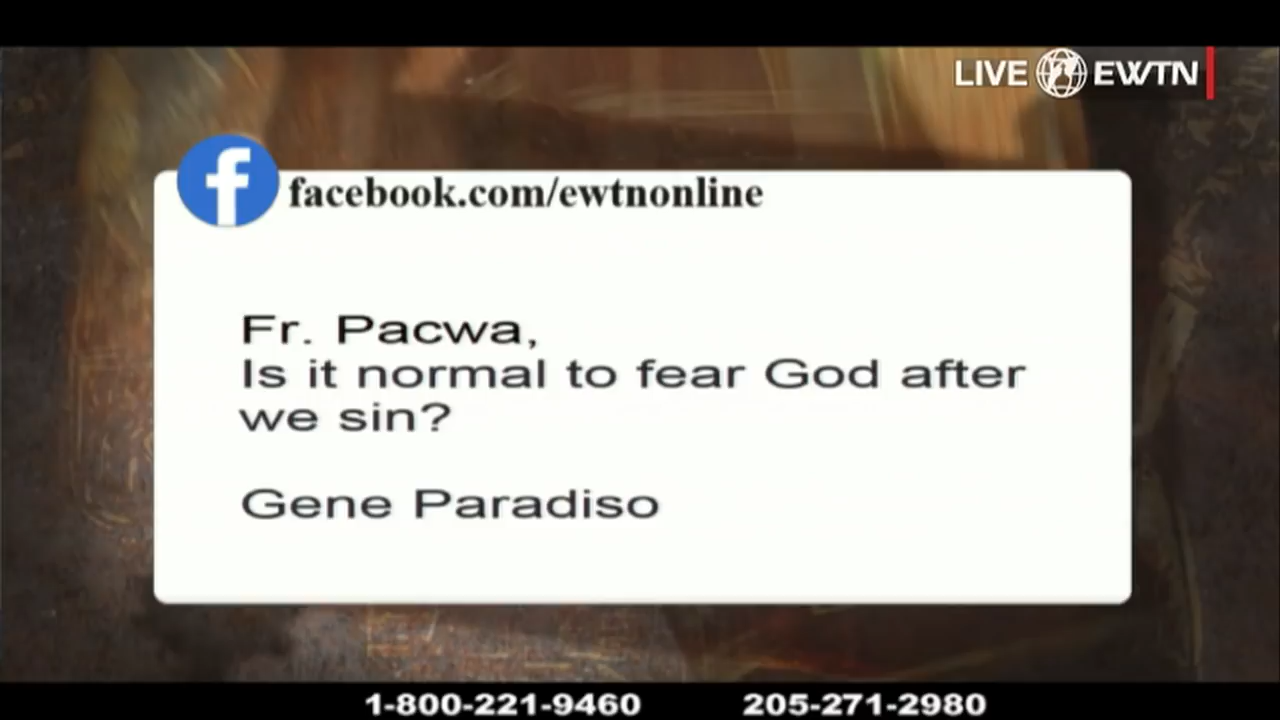 LIVE EWTN
facebook.com/ewtnonline
Fr. Pacwa,
Is it normal to fear God after
we sin?
Gene Paradiso
1-800-221-9460 205-271-2980